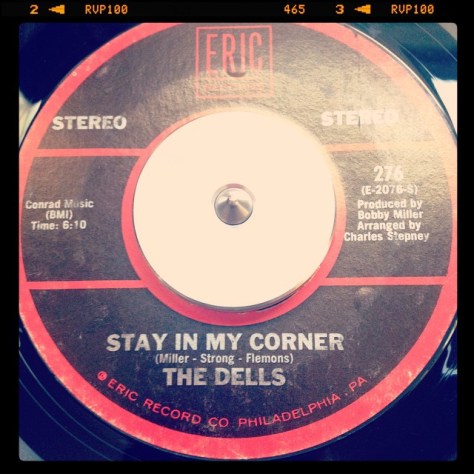 2 ◄ RVP100 465 3 ◄ RVP100
ERIC
STEREO
STEREO
Conrad Music
(BMI)
Time: 6:10
276
(E-2076-S)
Produced by
Bobby Miller
Arranged by
Charles Stepney
STAY IN MY CORNER
(Miller - Strong - Flemons)
THE DELLS
℗ ERIC RECORD CO. PHILADELPHIA, PA.